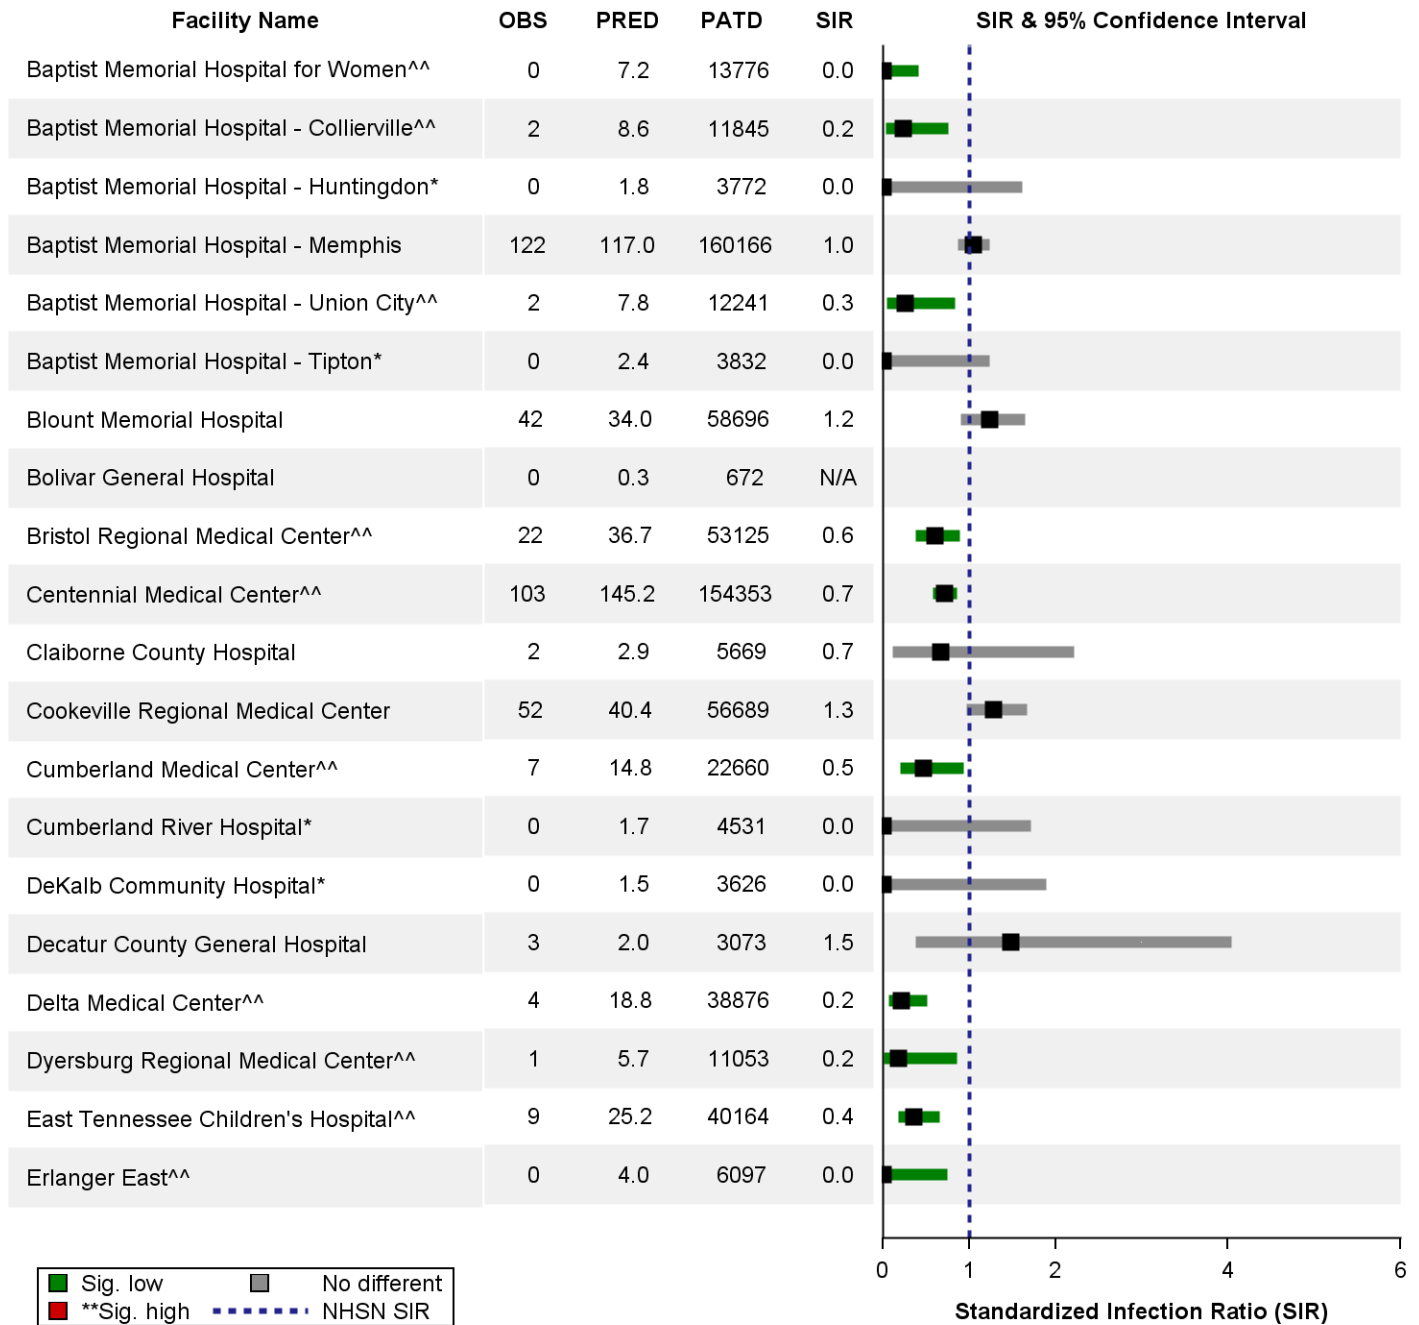 Facility Name OBS PRED PATD SIR SIR & 95% Confidence Interval
Baptist Memorial Hospital for Women^^ 0 7.2 13776 0.0
Baptist Memorial Hospital - Collierville^^ 2 8.6 11845 0.2
Baptist Memorial Hospital - Huntingdon* 0 1.8 3772 0.0
Baptist Memorial Hospital - Memphis 122 117.0 160166 1.0
Baptist Memorial Hospital - Union City^^ 2 7.8 12241 0.3
Baptist Memorial Hospital - Tipton* 0 2.4 3832 0.0
Blount Memorial Hospital 42 34.0 58696 1.2
Bolivar General Hospital 0 0.3 672 N/A
Bristol Regional Medical Center^^ 22 36.7 53125 0.6
Centennial Medical Center^^ 103 145.2 154353 0.7
Claiborne County Hospital 2 2.9 5669 0.7
Cookeville Regional Medical Center 52 40.4 56689 1.3
Cumberland Medical Center^^ 7 14.8 22660 0.5
Cumberland River Hospital* 0 1.7 4531 0.0
DeKalb Community Hospital* 0 1.5 3626 0.0
Decatur County General Hospital 3 2.0 3073 1.5
Delta Medical Center^^ 4 18.8 38876 0.2
Dyersburg Regional Medical Center^^ 1 5.7 11053 0.2
East Tennessee Children's Hospital^^ 9 25.2 40164 0.4
Erlanger East^^ 0 4.0 6097 0.0
0 1 2 4 6
Sig. low No different
**Sig. high NHSN SIR
Standardized Infection Ratio (SIR)